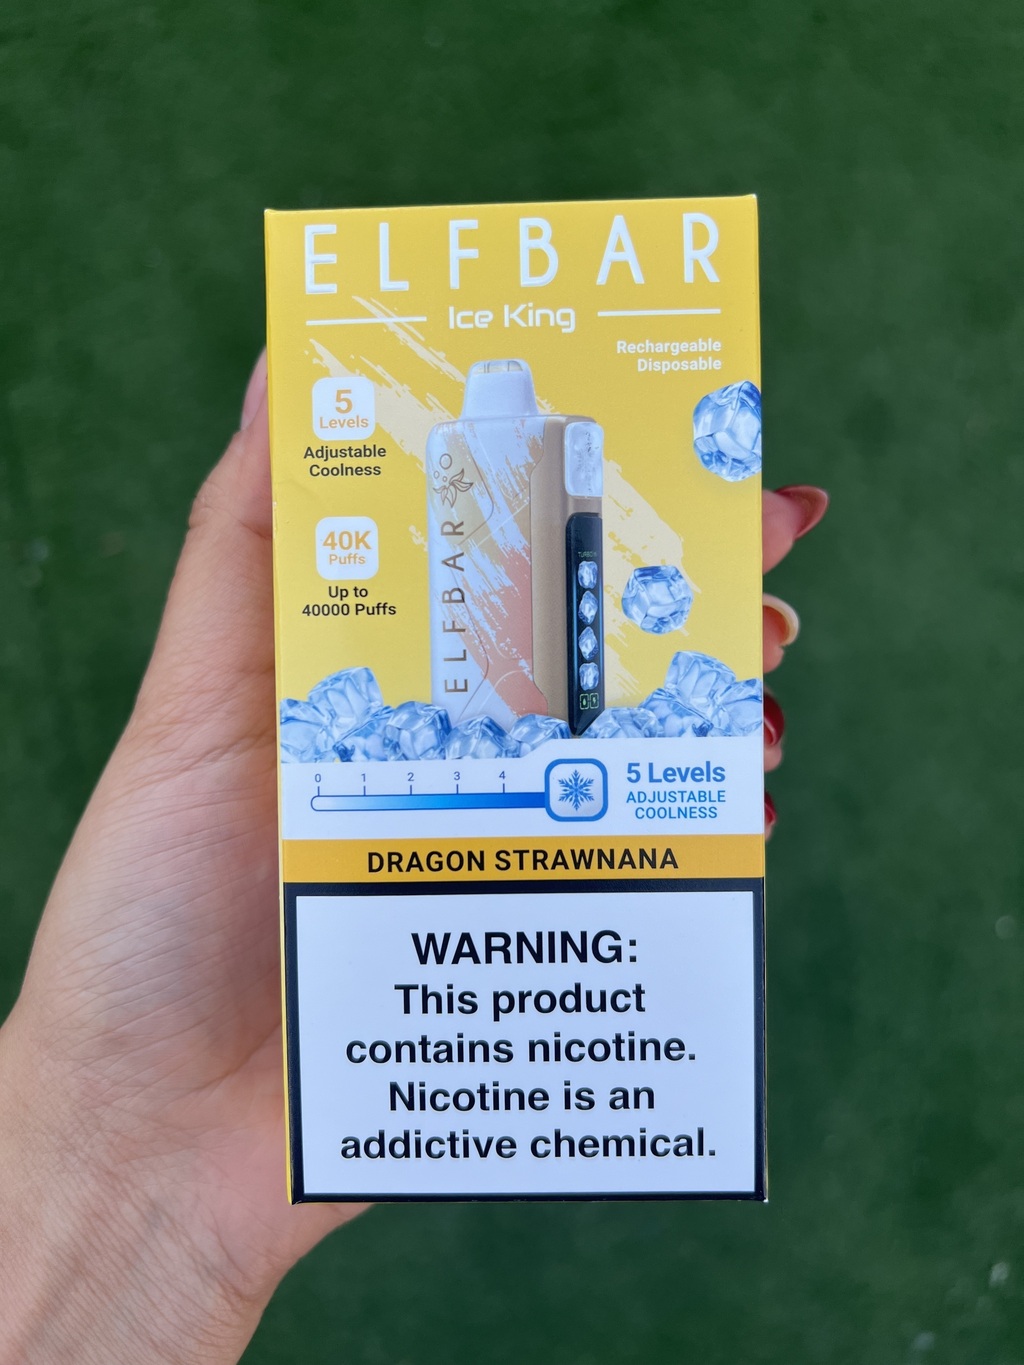 ELFBAR
Ice King
Rechargeable
Disposable
5
Levels
Adjustable
Coolness
40K
Puffs
Up to
40000 Puffs
ELFBAR
TURBO
0 1 2 3 4
5 Levels
ADJUSTABLE
COOLNESS
DRAGON STRAWNANA
WARNING:
This product
contains nicotine.
Nicotine is an
addictive chemical.